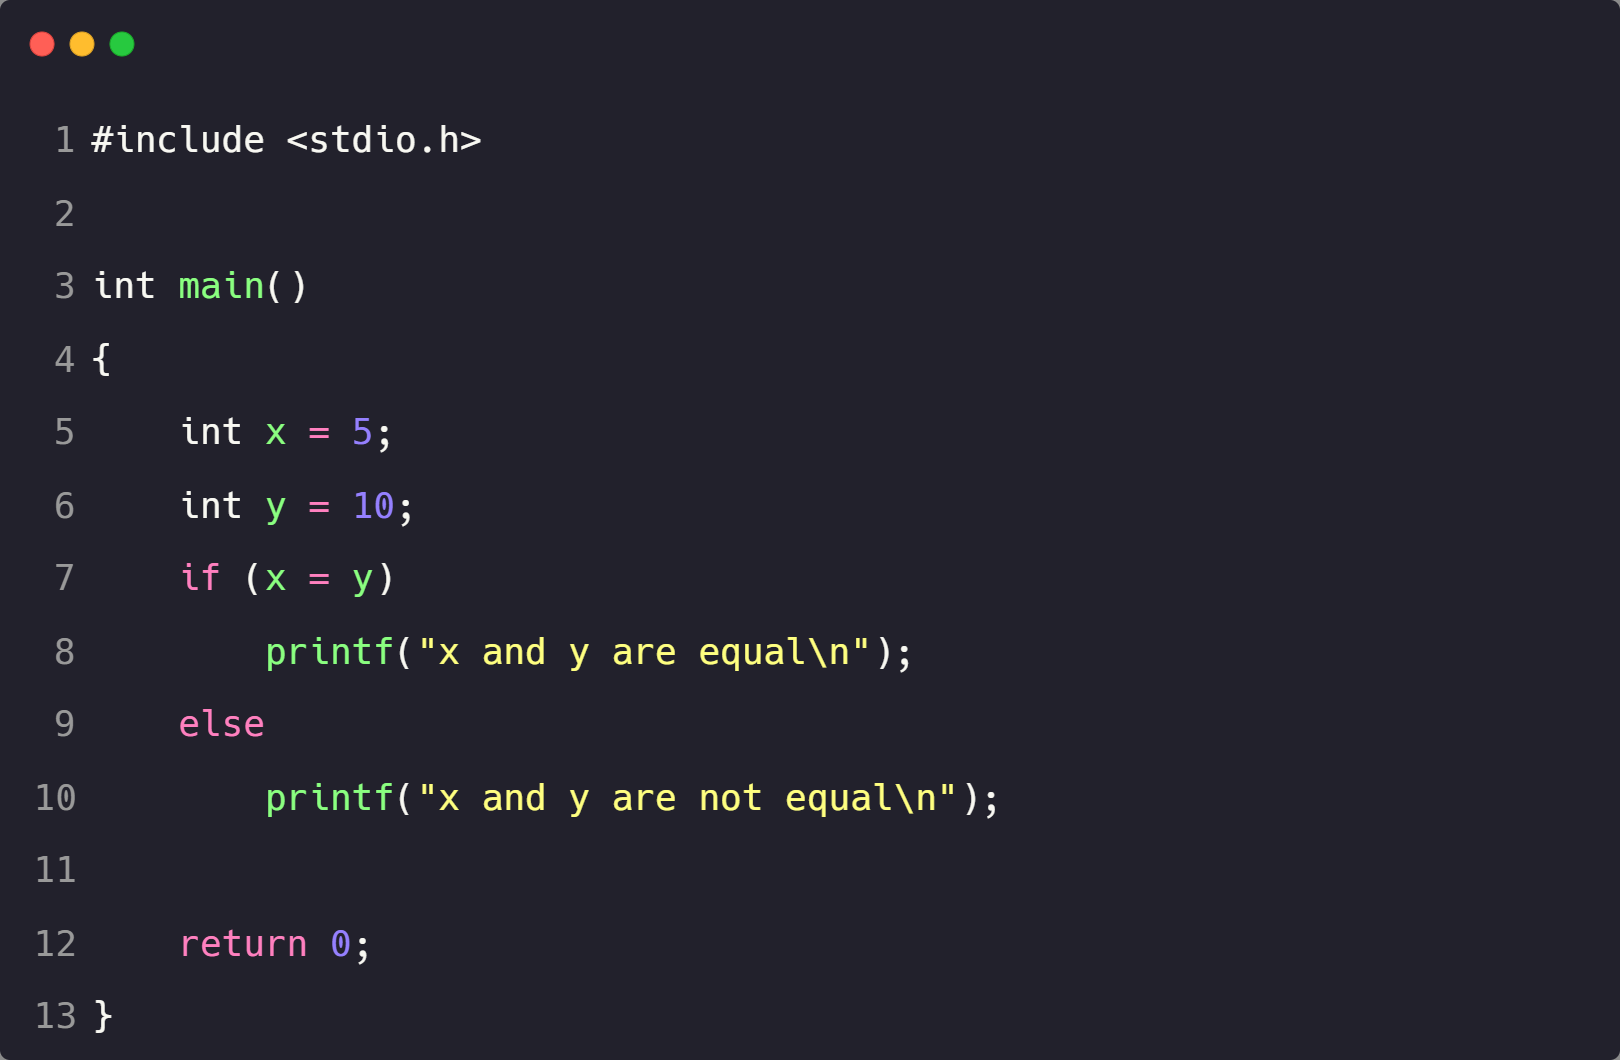 1 #include <stdio.h>
2
3 int main()
4 {
5     int x = 5;
6     int y = 10;
7     if (x = y)
8         printf("x and y are equal\n");
9     else
10         printf("x and y are not equal\n");
11
12     return 0;
13 }